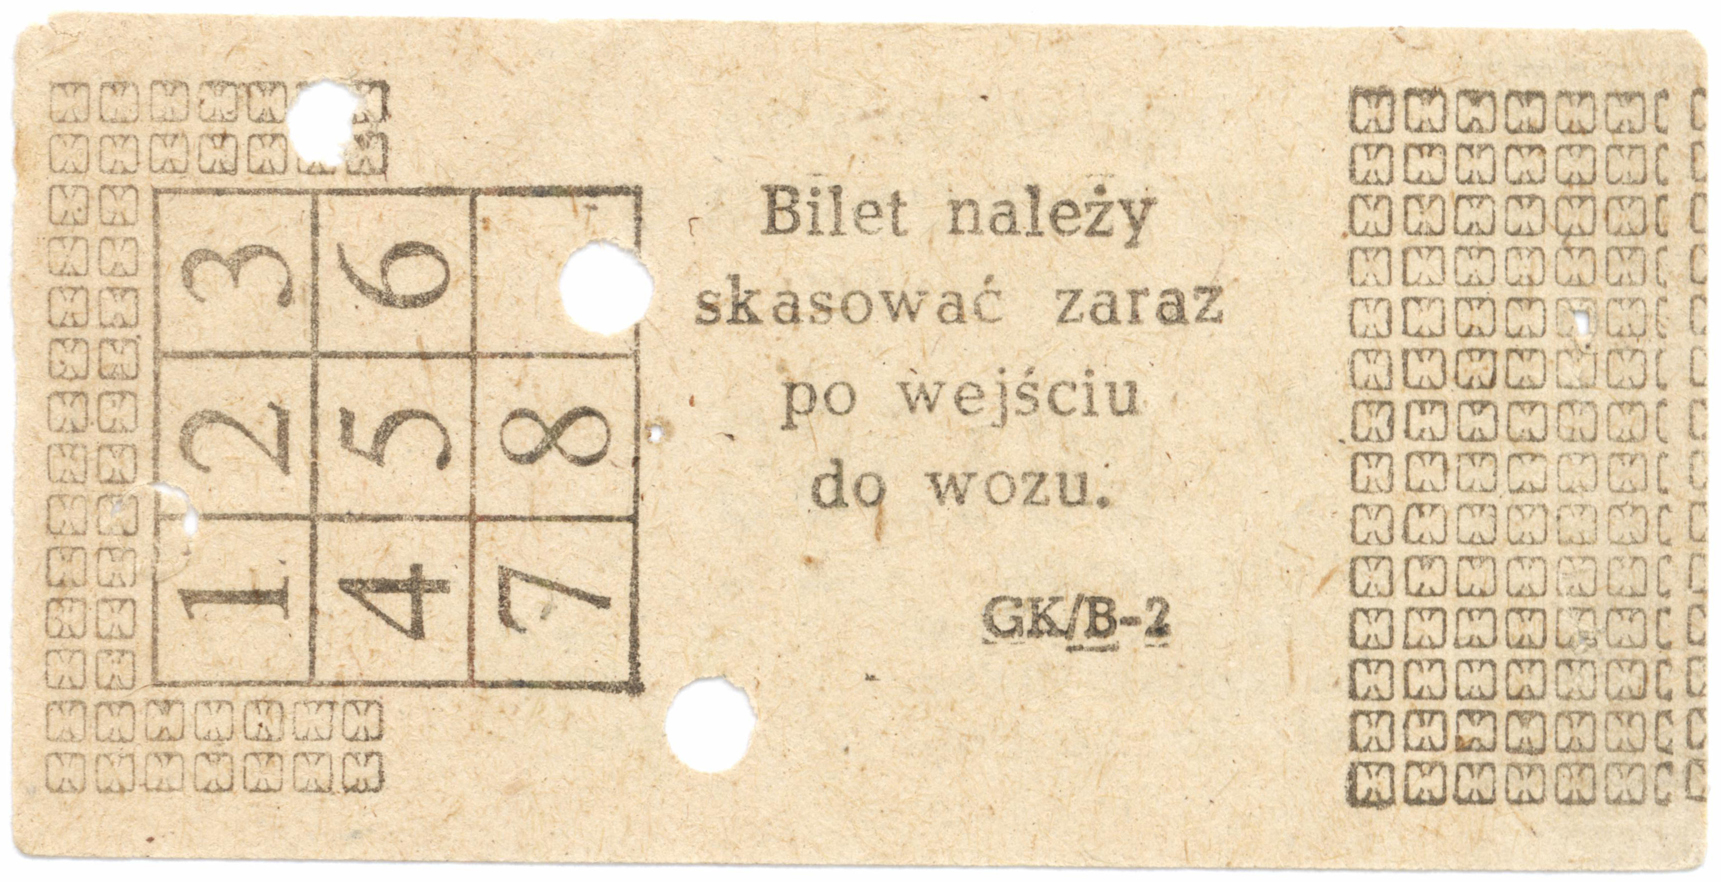 3 6
2 5 8
1 4 7
Bilet należy
skasować zaraz
po wejściu
do wozu.
GK/B-2